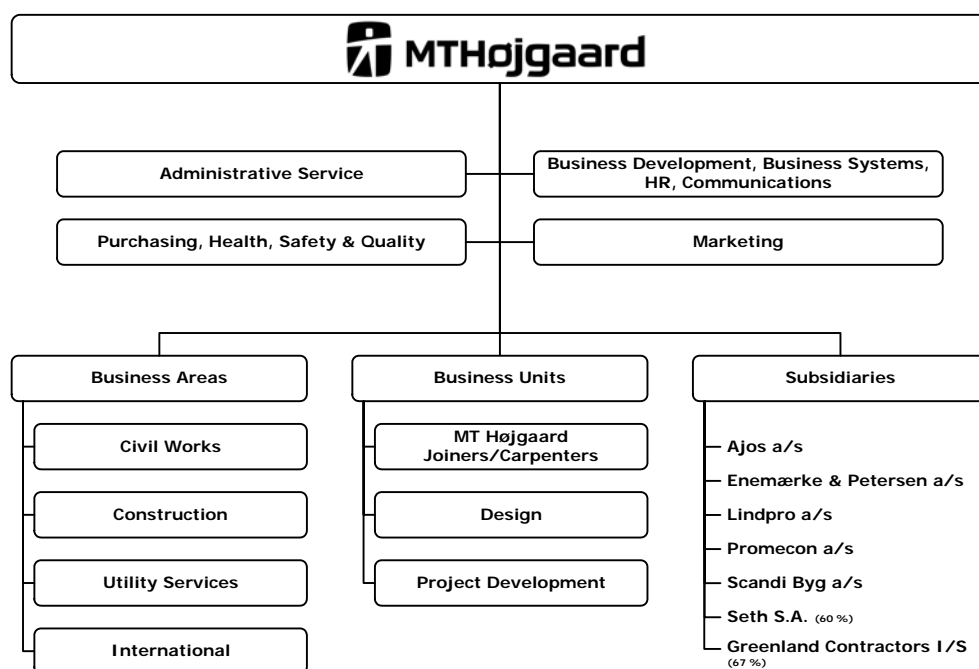 MTHøjgaard
Administrative Service
Business Development, Business Systems,
HR, Communications
Purchasing, Health, Safety & Quality
Marketing
Business Areas
Civil Works
Construction
Utility Services
International
Business Units
MT Højgaard
Joiners/Carpenters
Design
Project Development
Subsidiaries
Ajos a/s
Enemærke & Petersen a/s
Lindpro a/s
Promecon a/s
Scandi Byg a/s
Seth S.A. (60 %)
Greenland Contractors I/S
(67 %)